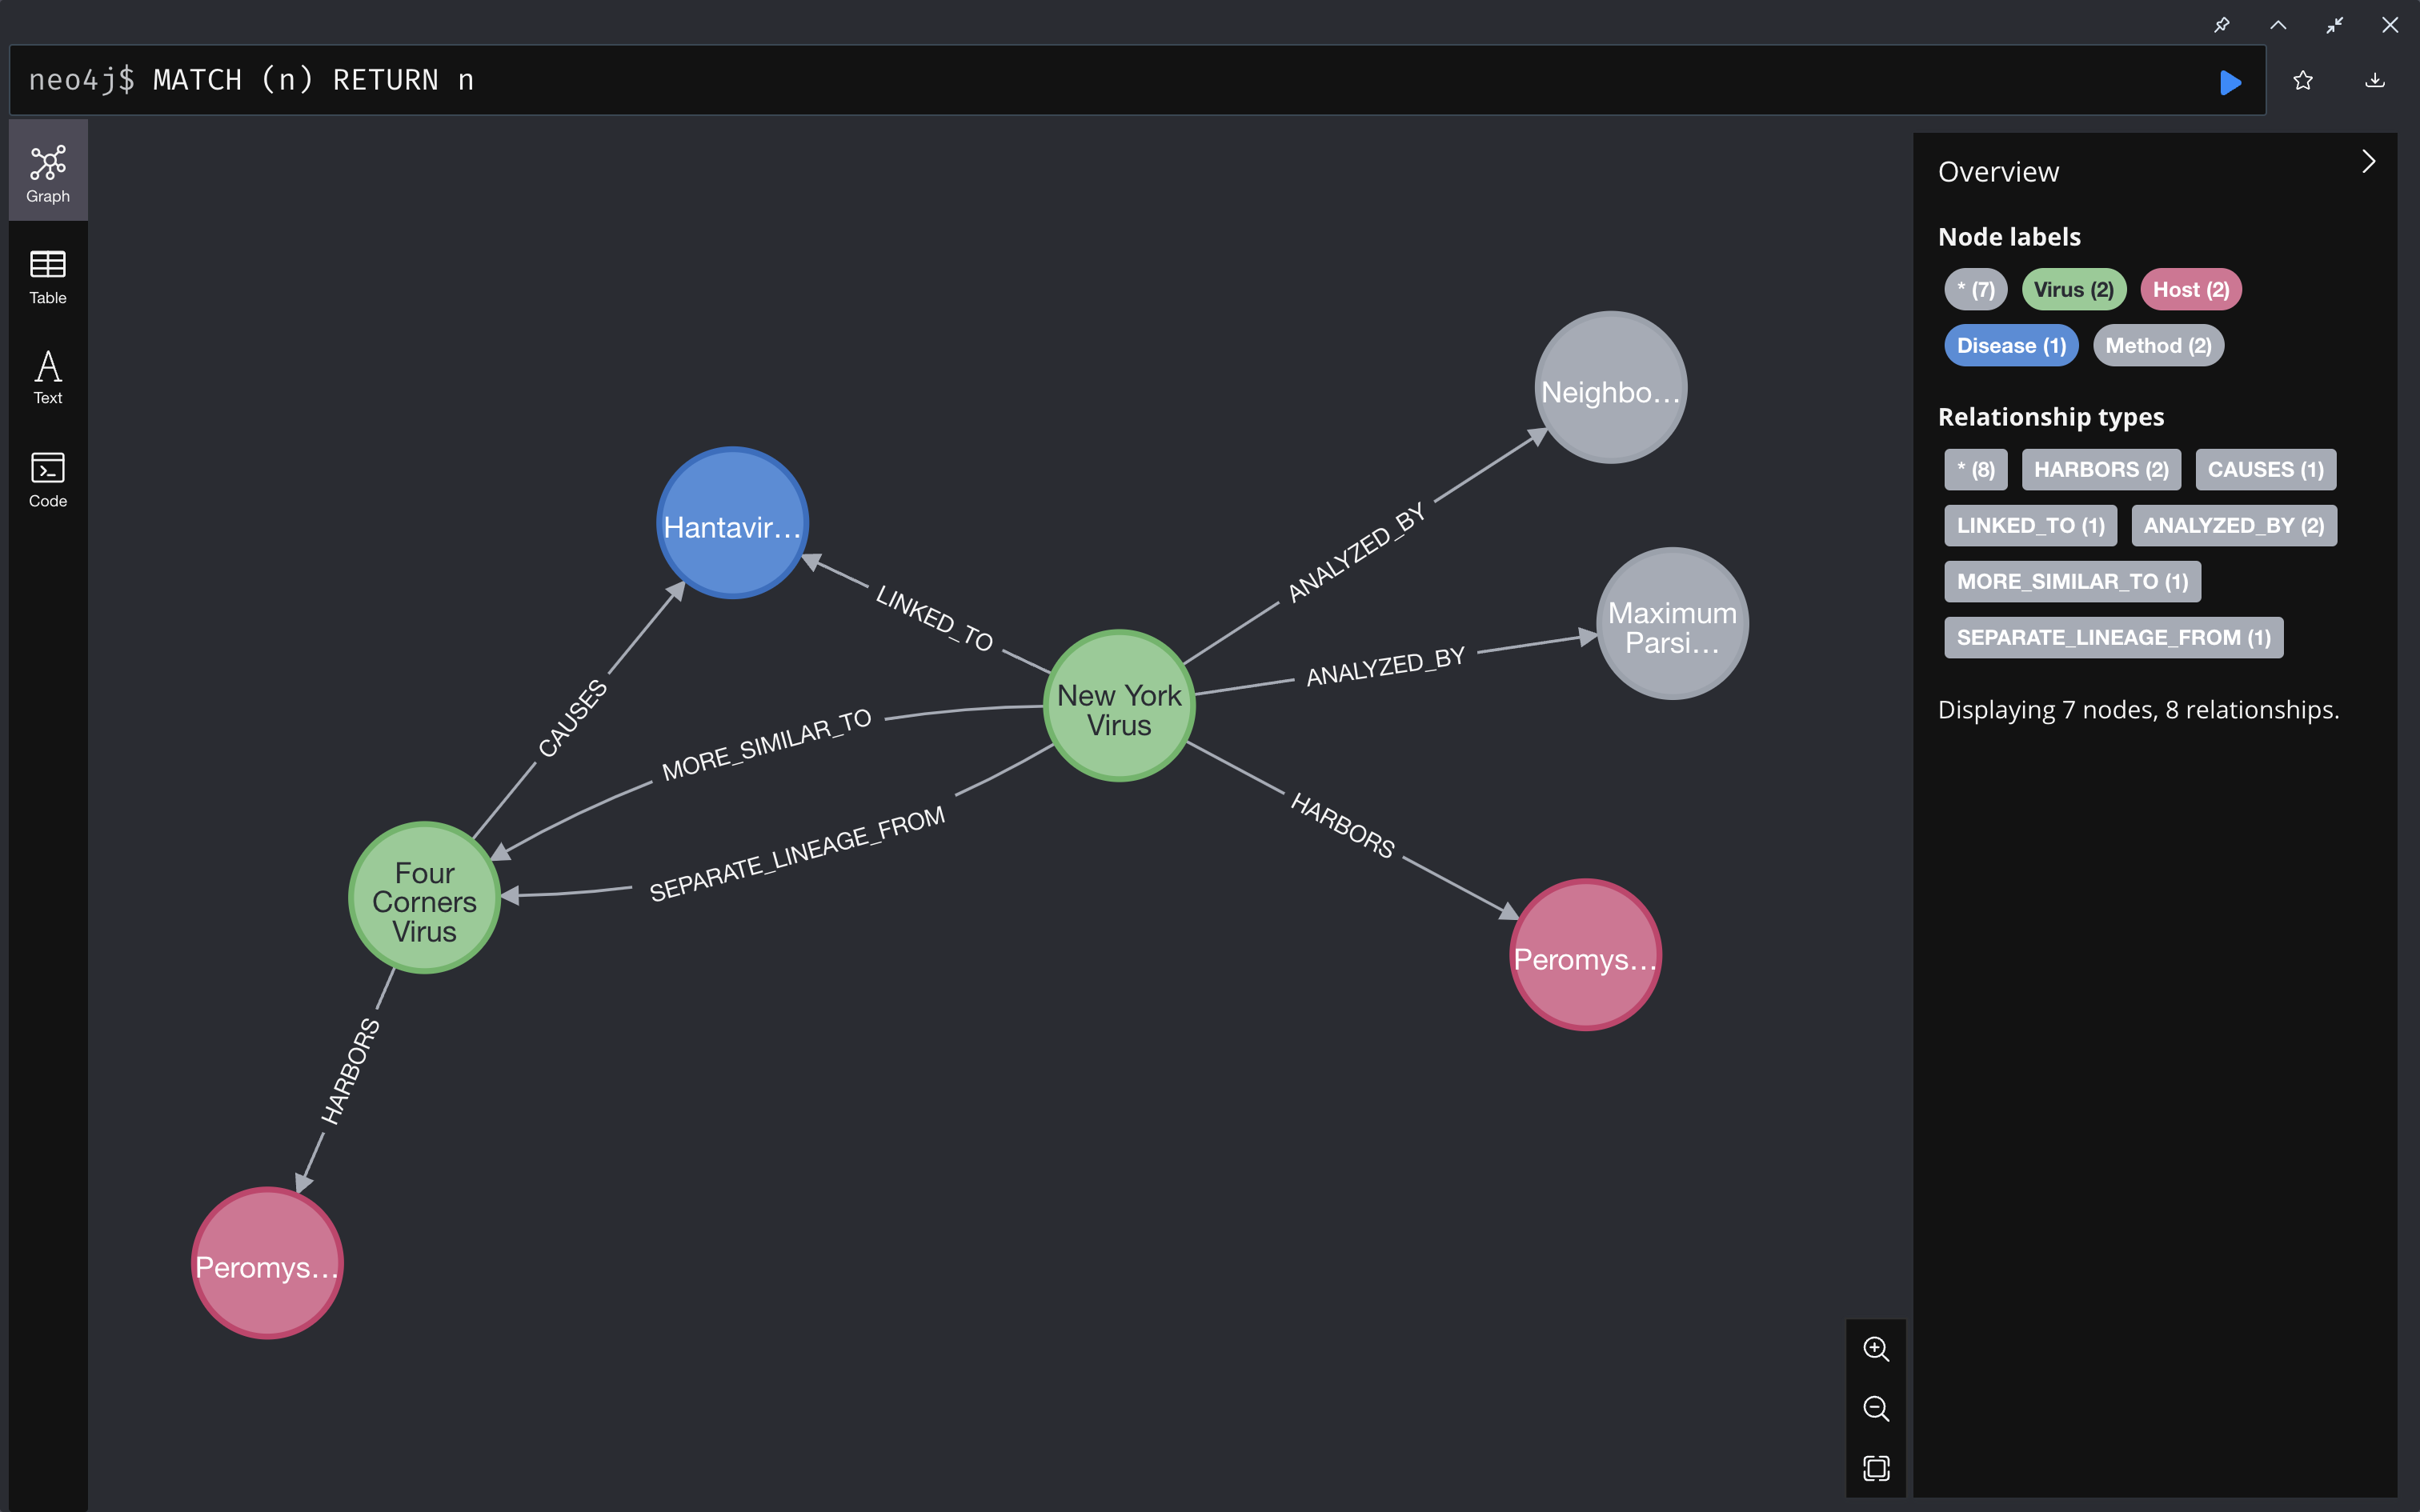 neo4j$ MATCH (n) RETURN n
Graph
Table
Text
Code
Neighbo...
Hantavir...
ANALYZED_BY
LINKED_TO
Maximum
Parsi...
ANALYZED_BY
New York
Virus
CAUSES
MORE_SIMILAR_TO
SEPARATE_LINEAGE_FROM
HARBORS
Four
Corners
Virus
Peromys...
HARBORS
Peromys...
Overview
Node labels
* (7) Virus (2) Host (2)
Disease (1) Method (2)
Relationship types
* (8) HARBORS (2) CAUSES (1)
LINKED_TO (1) ANALYZED_BY (2)
MORE_SIMILAR_TO (1)
SEPARATE_LINEAGE_FROM (1)
Displaying 7 nodes, 8 relationships.